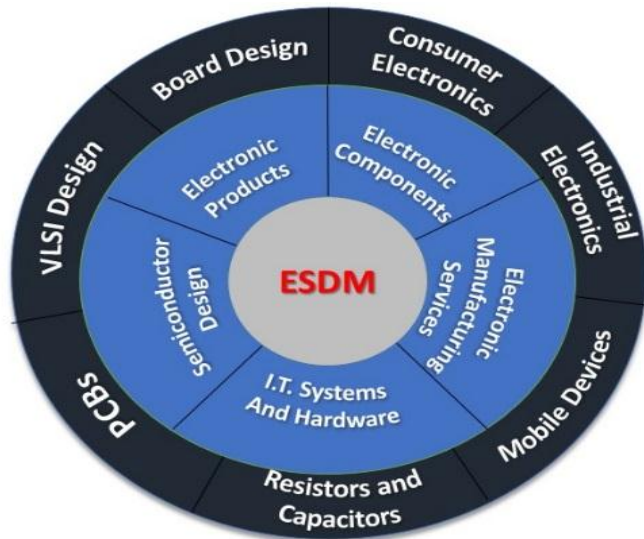 Board Design
Consumer
Electronics
Industrial
Electronics
Mobile Devices
Resistors and
Capacitors
PCBs
VLSI Design
Electronic
Products
Electronic
Components
Electronic
Manufacturing
Services
I.T. Systems
And Hardware
Semiconductor
Design
ESDM